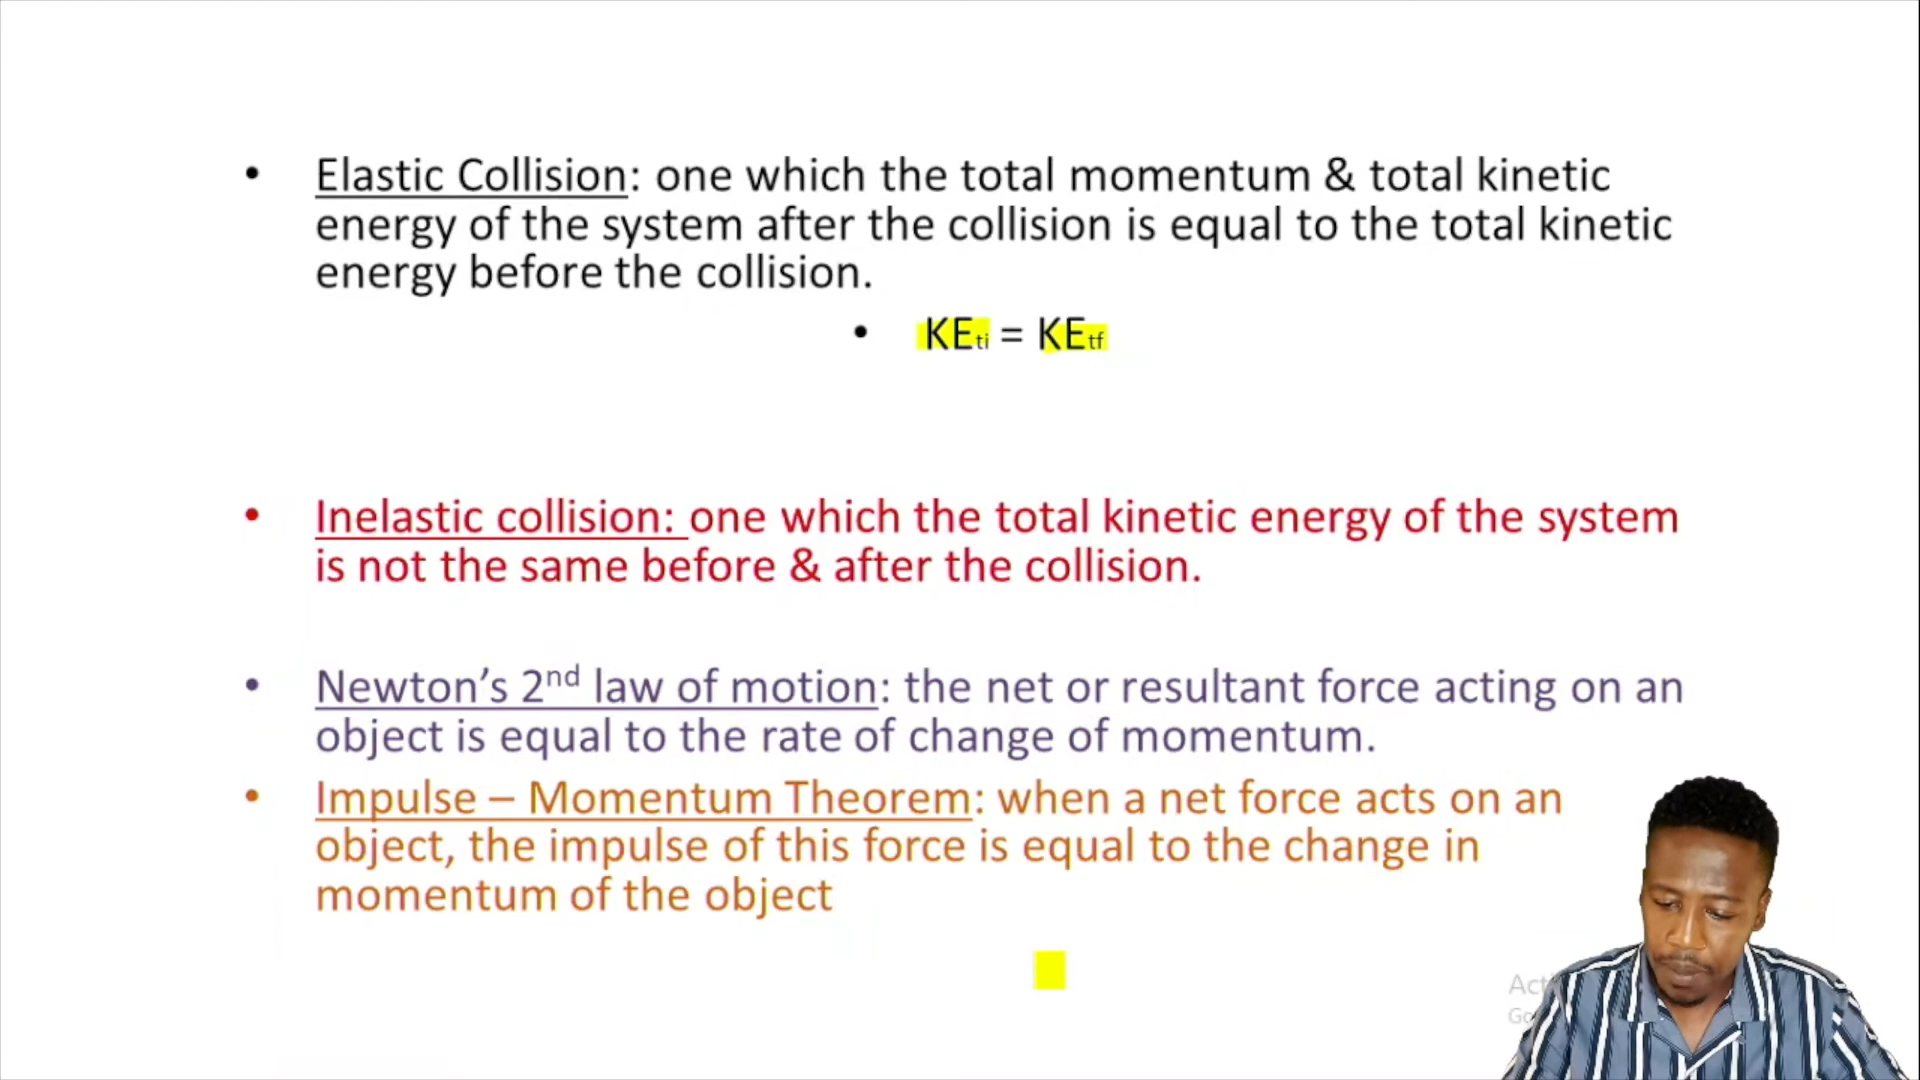 • Elastic Collision: one which the total momentum & total kinetic
energy of the system after the collision is equal to the total kinetic
energy before the collision.
• KEti = KEtf
• Inelastic collision: one which the total kinetic energy of the system
is not the same before & after the collision.
• Newton’s 2nd law of motion: the net or resultant force acting on an
object is equal to the rate of change of momentum.
• Impulse – Momentum Theorem: when a net force acts on an
object, the impulse of this force is equal to the change in
momentum of the object